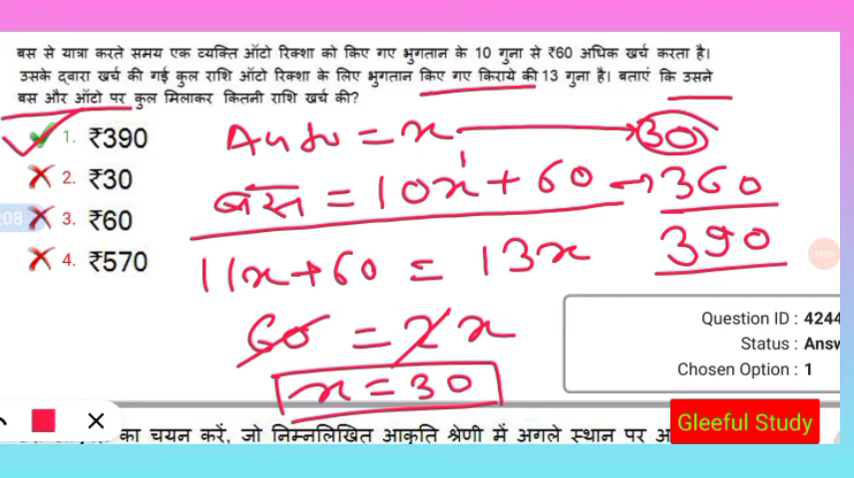 बस से यात्रा करते समय एक व्यक्ति ऑटो रिक्शा को किए गए भुगतान के 10 गुना से ₹60 अधिक खर्च करता है।
उसके द्वारा खर्च की गई कुल राशि ऑटो रिक्शा के लिए भुगतान किए गए किराये की 13 गुना है। बताएं कि उसने
बस और ऑटो पर कुल मिलाकर कितनी राशि खर्च की?
1. ₹390
2. ₹30
3. ₹60
4. ₹570
:08
Auto = x 30
बस = 10x + 60 → 360
390
11x + 60 = 13x
60 = 2x
x = 30
Question ID : 4244
Status : Answ
Chosen Option : 1
Gleeful Study
का चयन करें, जो निम्नलिखित आकृति श्रेणी में अगले स्थान पर